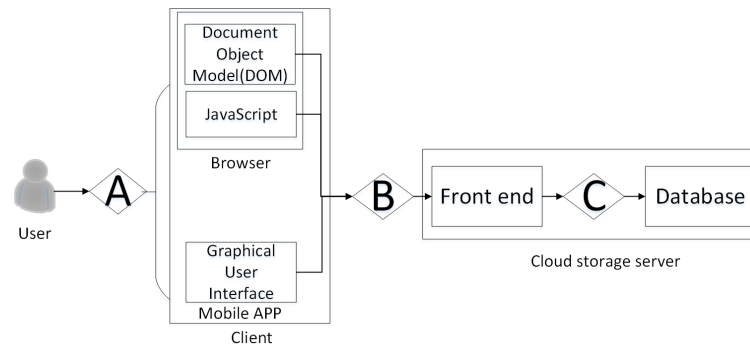 Document
Object
Model(DOM)
JavaScript
Browser
User
A
B
Front end
C
Database
Cloud storage server
Graphical
User
Interface
Mobile APP
Client